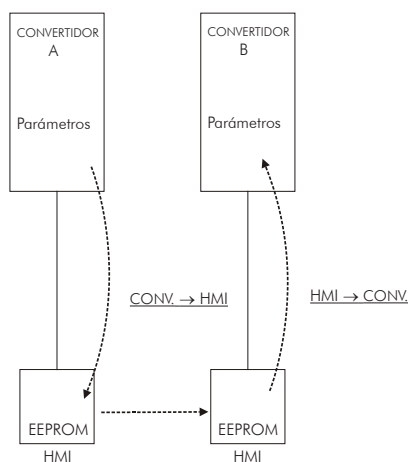 CONVERTIDOR
A
Parámetros
CONVERTIDOR
B
Parámetros
CONV. → HMI
HMI → CONV.
EEPROM
HMI
EEPROM
HMI